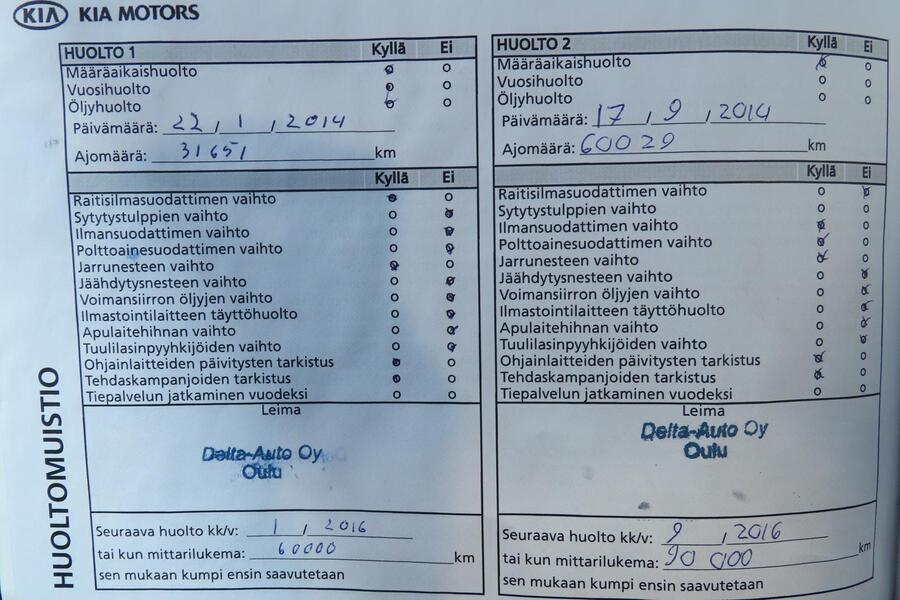 KIA KIA MOTORS
HUOLTOMUISTIO
HUOLTO 1 Kyllä Ei
Määräaikaishuolto
Vuosihuolto
Öljyhuolto
Päivämäärä: 22 / 1 / 2014
Ajomäärä: 31651 km
Kyllä Ei
Raitisilmasuodattimen vaihto
Sytytystulppien vaihto
Ilmansuodattimen vaihto
Polttoainesuodattimen vaihto
Jarrunesteen vaihto
Jäähdytysnesteen vaihto
Voimansiirron öljyjen vaihto
Ilmastointilaitteen täyttöhuolto
Apulaitehihnan vaihto
Tuulilasinpyyhkijöiden vaihto
Ohjainlaitteiden päivitysten tarkistus
Tehdaskampanjoiden tarkistus
Tiepalvelun jatkaminen vuodeksi
Leima
Delta-Auto Oy
Oulu
Seuraava huolto kk/v: 1 / 2016
tai kun mittarilukema: 60000 km
sen mukaan kumpi ensin saavutetaan
HUOLTO 2 Kyllä Ei
Määräaikaishuolto
Vuosihuolto
Öljyhuolto
Päivämäärä: 17 / 9 / 2014
Ajomäärä: 60029 km
Kyllä Ei
Raitisilmasuodattimen vaihto
Sytytystulppien vaihto
Ilmansuodattimen vaihto
Polttoainesuodattimen vaihto
Jarrunesteen vaihto
Jäähdytysnesteen vaihto
Voimansiirron öljyjen vaihto
Ilmastointilaitteen täyttöhuolto
Apulaitehihnan vaihto
Tuulilasinpyyhkijöiden vaihto
Ohjainlaitteiden päivitysten tarkistus
Tehdaskampanjoiden tarkistus
Tiepalvelun jatkaminen vuodeksi
Leima
Delta-Auto Oy
Oulu
Seuraava huolto kk/v: 9 / 2016
tai kun mittarilukema: 90 000 km
sen mukaan kumpi ensin saavutetaan